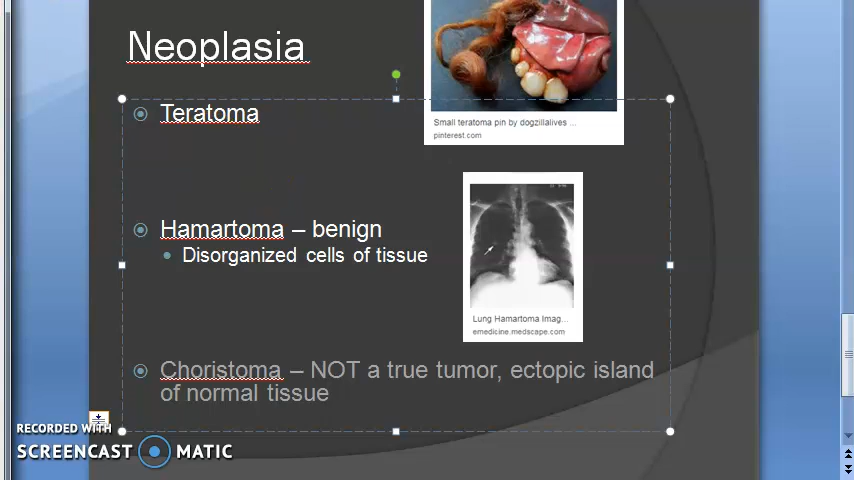 Neoplasia
Small teratoma pin by dogzillalives ...
pinterest.com
Teratoma
Hamartoma – benign
Disorganized cells of tissue
Lung Hamartoma Imag...
emedicine.medscape.com
Choristoma – NOT a true tumor, ectopic island
of normal tissue
RECORDED WITH
SCREENCAST MATIC